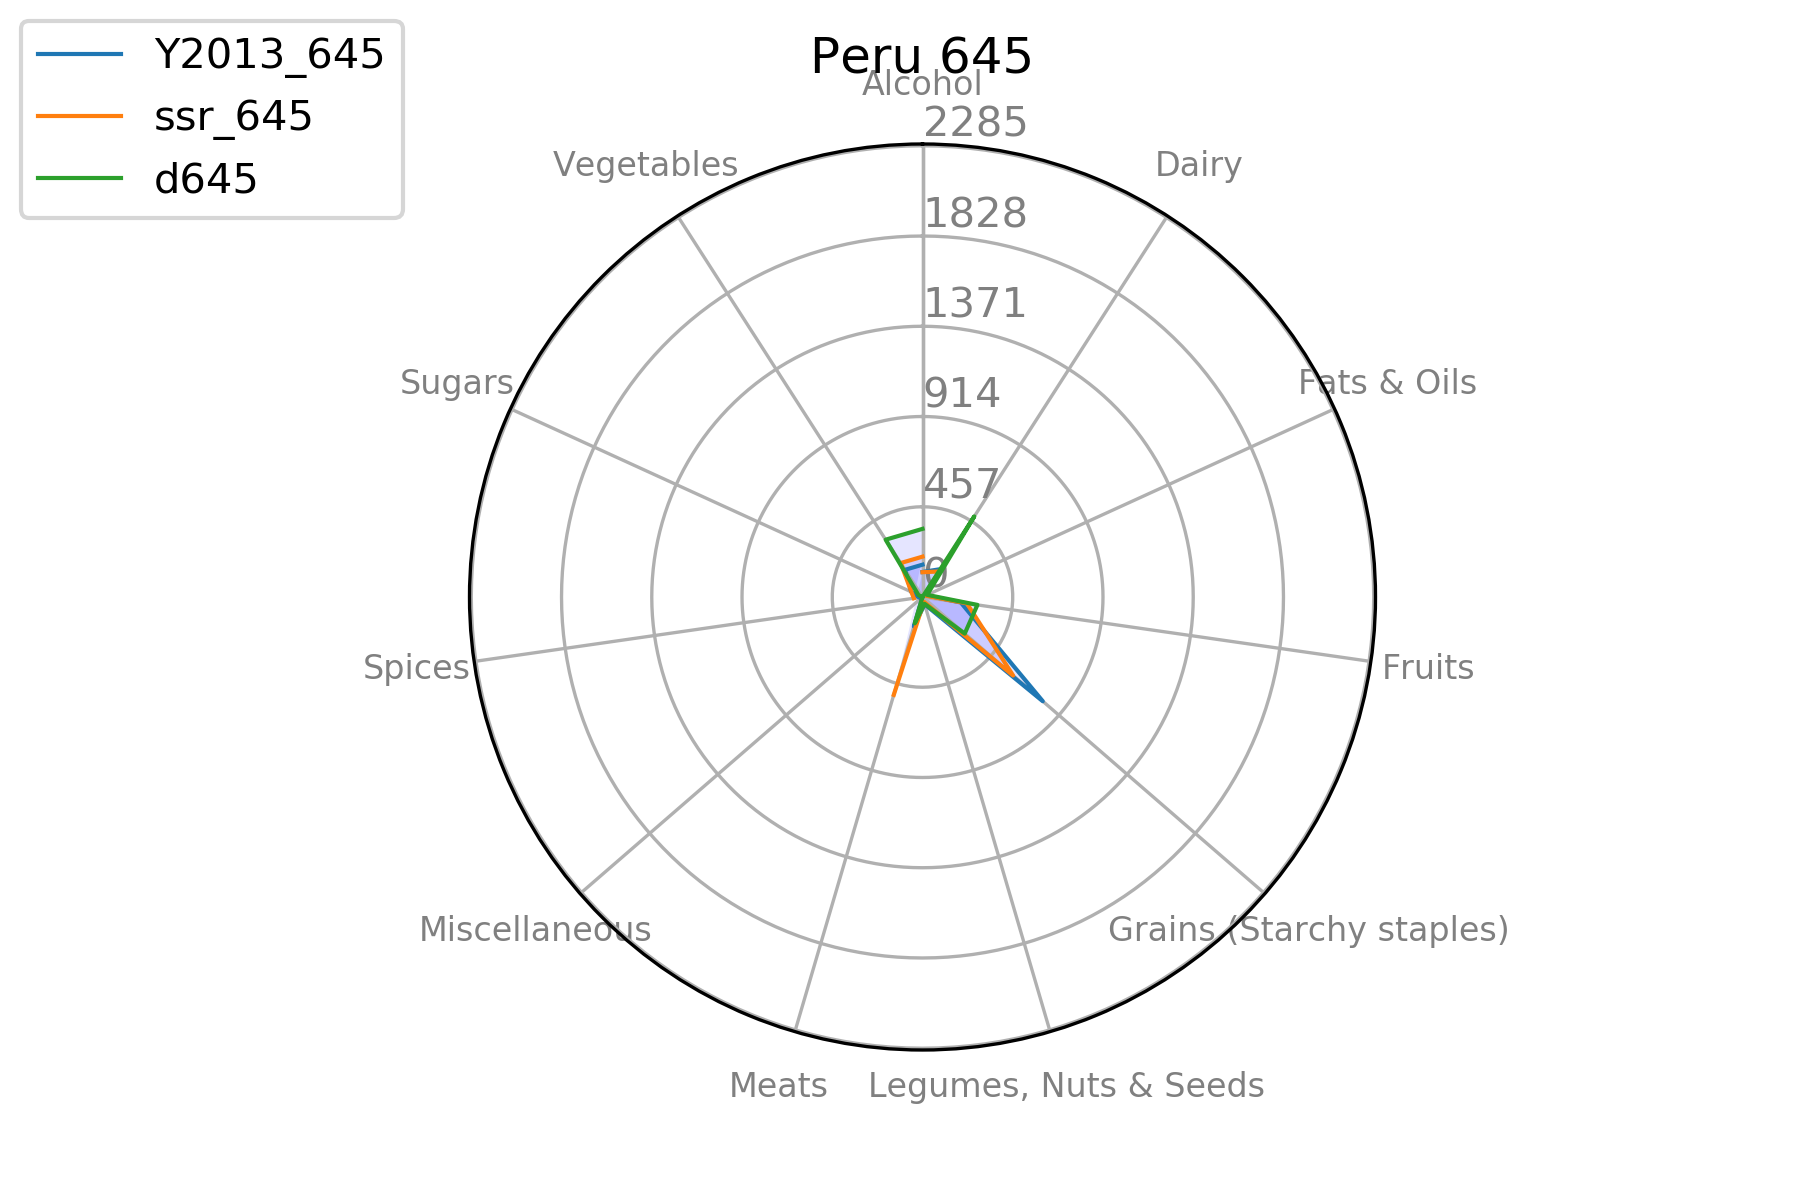 Y2013_645
ssr_645
d645
Peru 645
Alcohol
Dairy
Fats & Oils
Fruits
Grains (Starchy staples)
Legumes, Nuts & Seeds
Meats
Miscellaneous
Spices
Sugars
Vegetables
2285
1828
1371
914
457
0